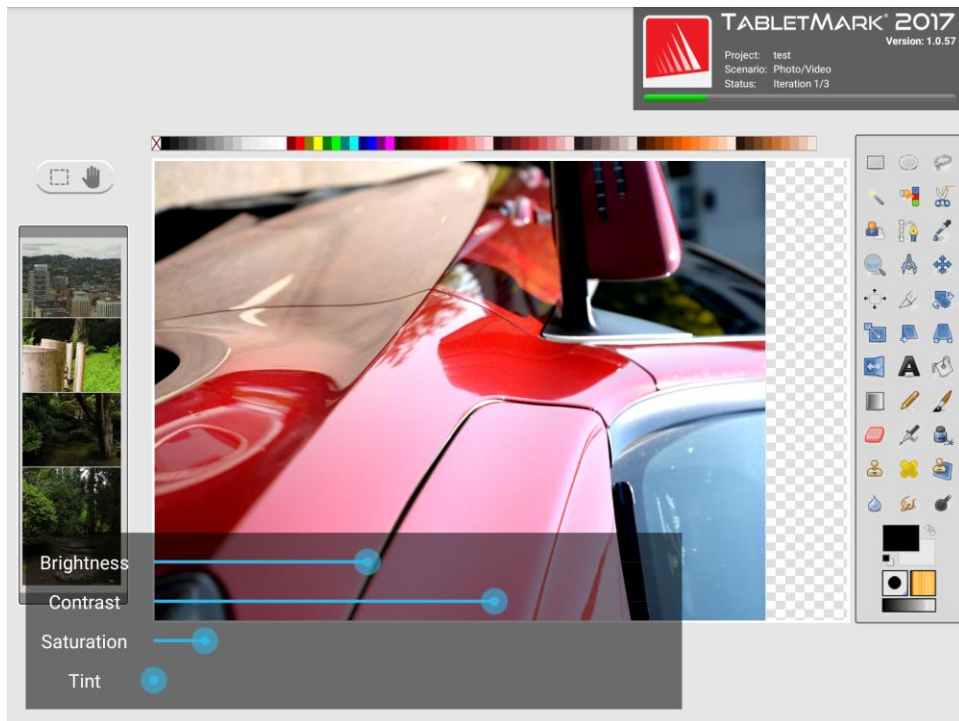 TABLETMARK® 2017
Version: 1.0.57
Project: test
Scenario: Photo/Video
Status: Iteration 1/3
Brightness
Contrast
Saturation
Tint